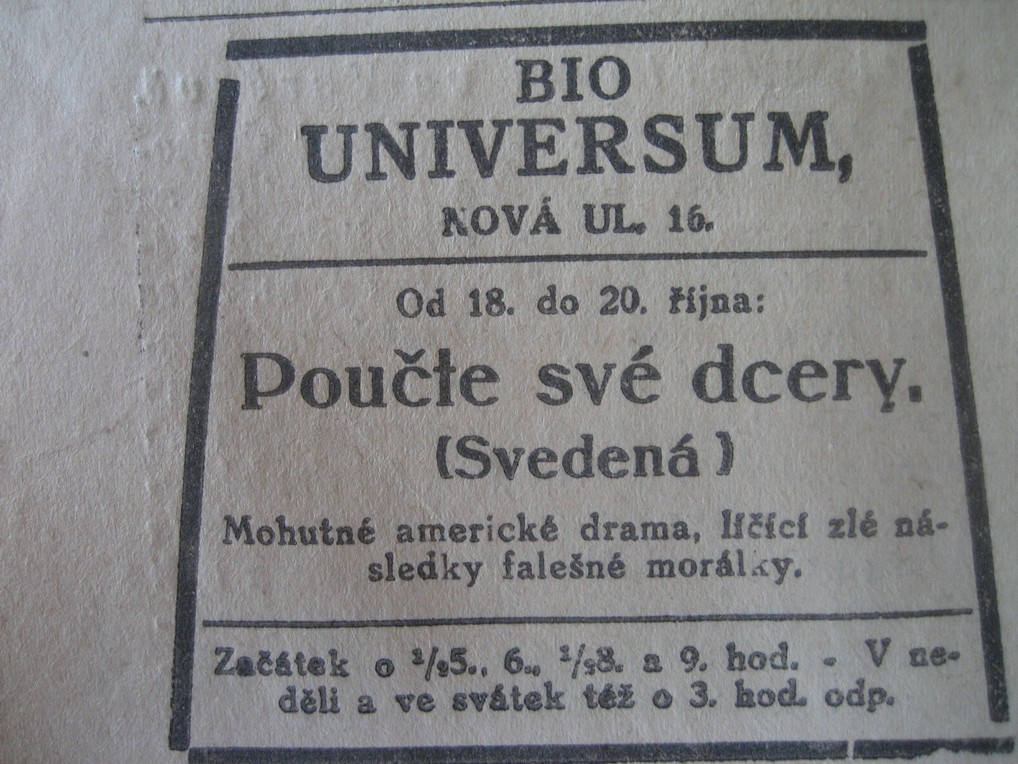 BIO
UNIVERSUM,
NOVÁ UL. 16.
Od 18. do 20. října:
Poučte své dcery.
(Svedená)
Mohutné americké drama, líčící zlé ná-
sledky falešné morálky.
Začátek o ½5., 6., ½8. a 9. hod. - V ne-
děli a ve svátek též o 3. hod. odp.